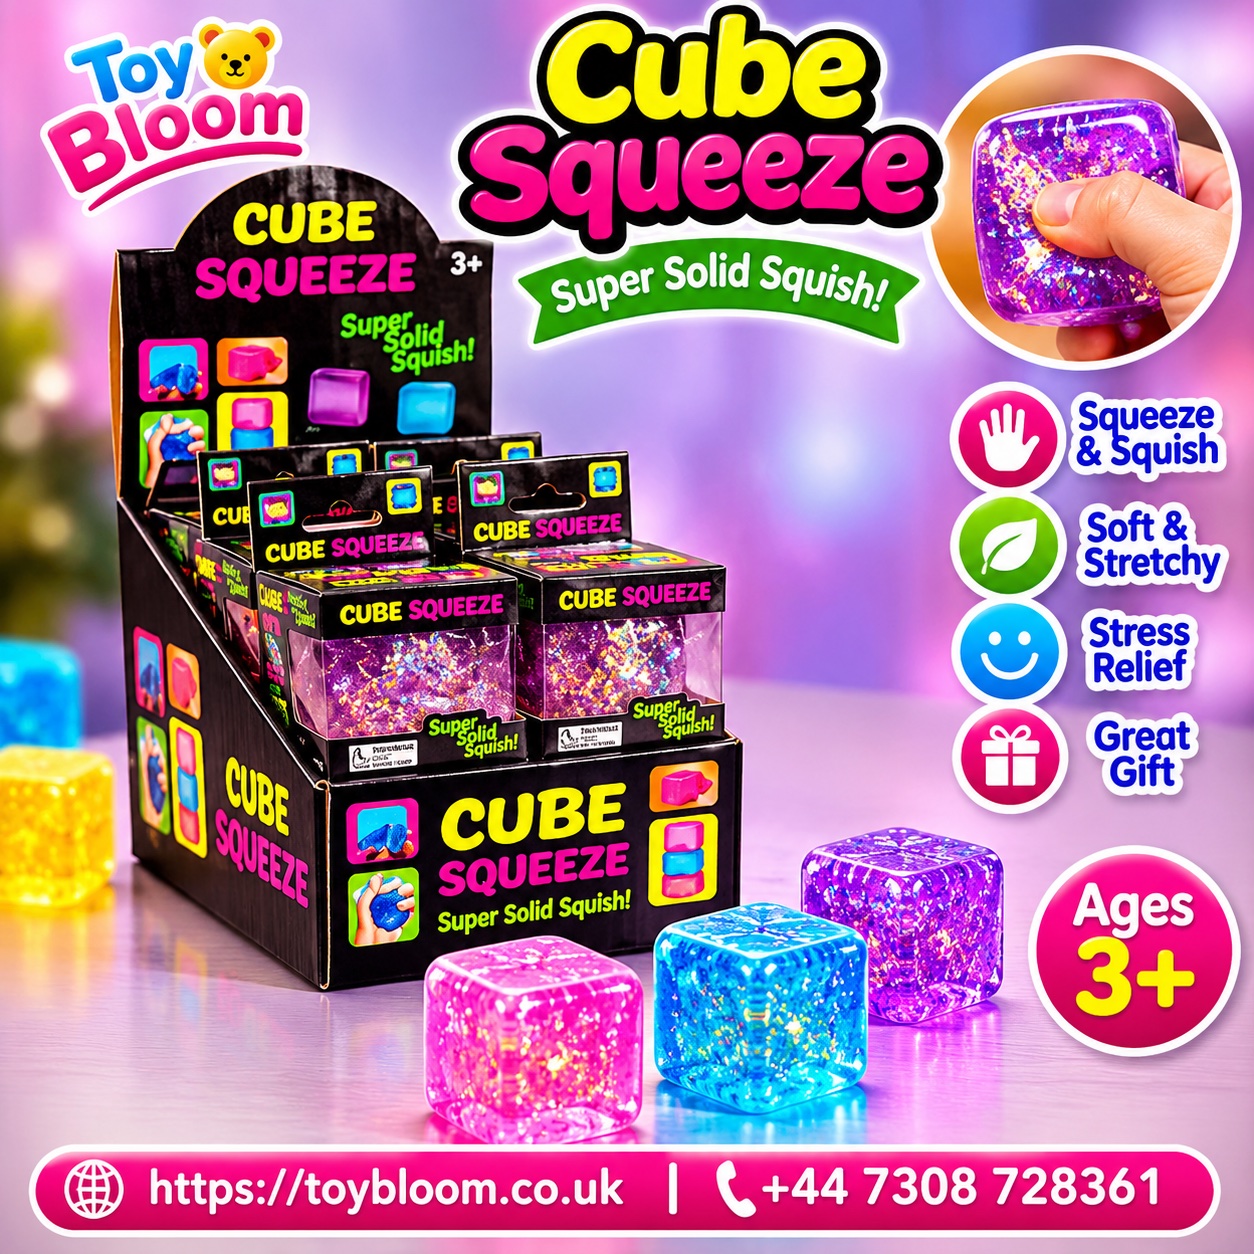 Toy
Bloom
Cube
Squeeze
Super Solid Squish!
CUBE
SQUEEZE
3+
Super
Solid
Squish!
CUBE SQUEEZE
CUBE SQUEEZE
CUBE SQUEEZE
CUBE SQUEEZE
Super
Solid
Squish!
Super
Solid
Squish!
CUBE
SQUEEZE
CUBE
SQUEEZE
Super Solid Squish!
Squeeze
& Squish
Soft &
Stretchy
Stress
Relief
Great
Gift
Ages
3+
https://toybloom.co.uk | +44 7308 728361